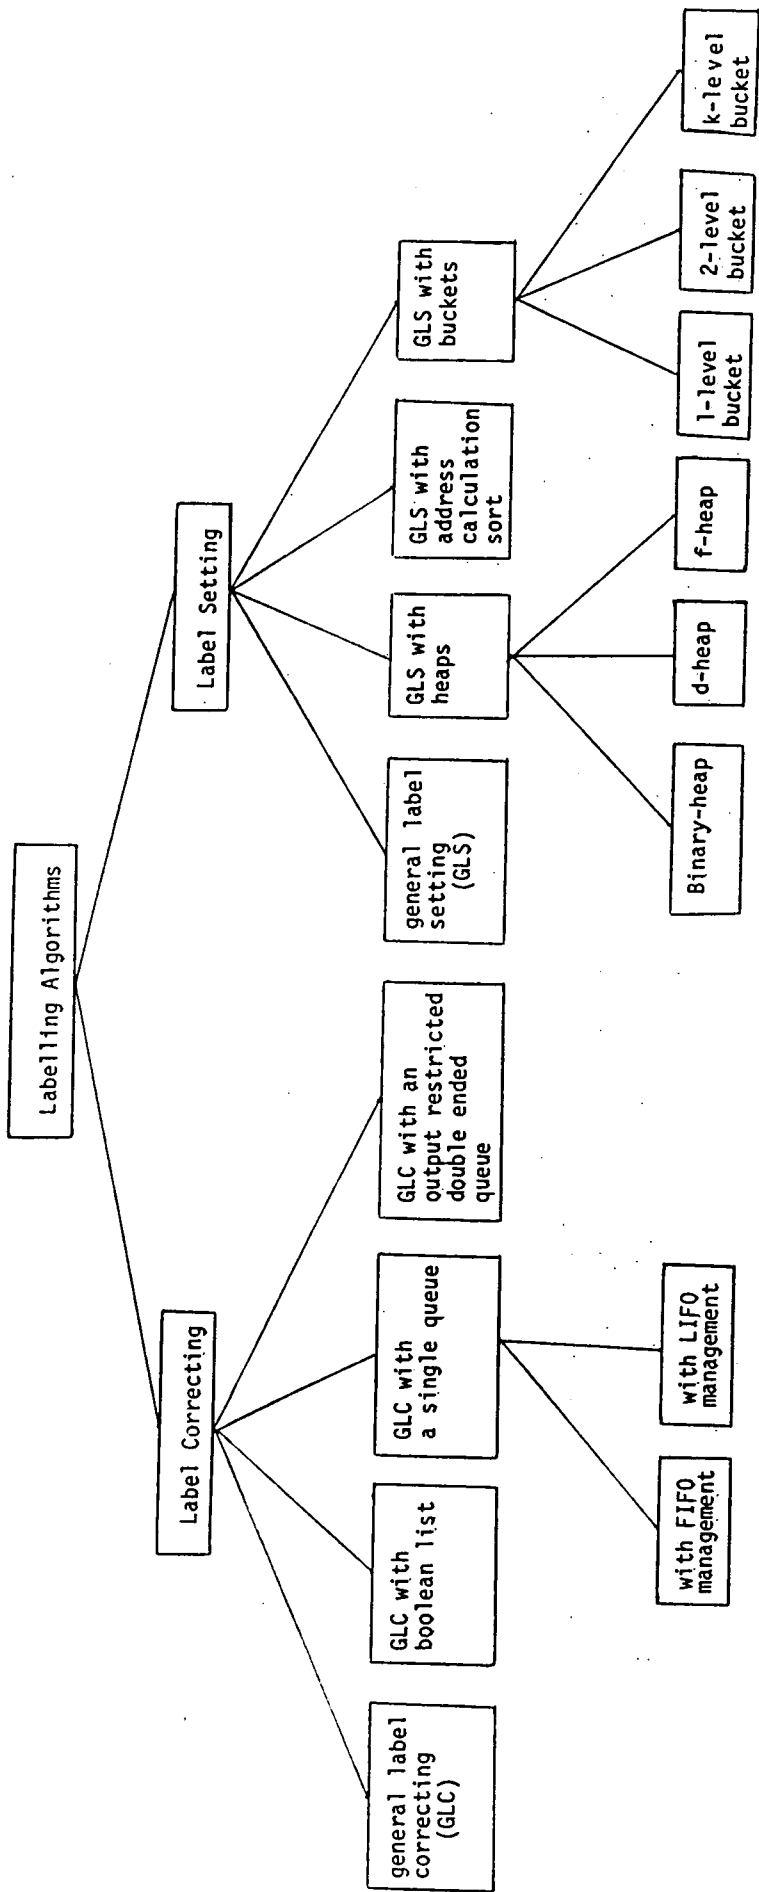 Labelling Algorithms
Label Correcting
Label Setting
general label
correcting
(GLC)
GLC with
boolean list
GLC with
a single queue
GLC with an
output restricted
double ended
queue
general label
setting
(GLS)
GLS with
heaps
GLS with
address
calculation
sort
GLS with
buckets
with FIFO
management
with LIFO
management
Binary-heap
d-heap
f-heap
1-level
bucket
2-level
bucket
k-level
bucket